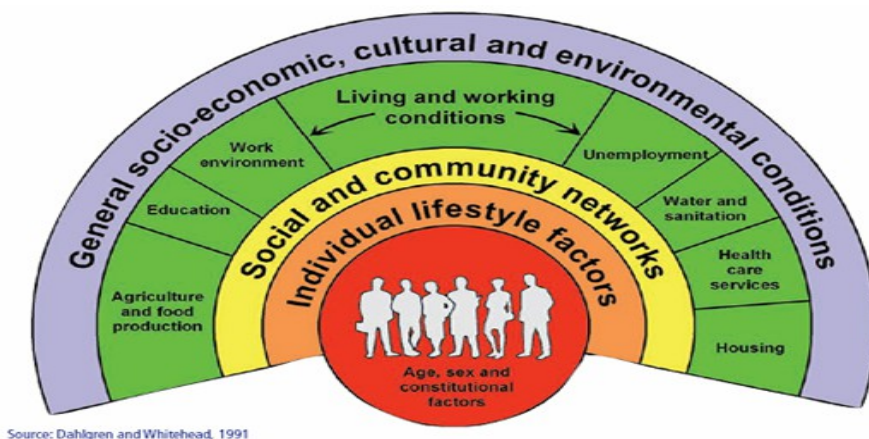 General socio-economic, cultural and environmental conditions
Living and working
conditions
Work
environment
Education
Agriculture
and food
production
Unemployment
Water and
sanitation
Health
care
services
Housing
Social and community networks
Individual lifestyle factors
Age, sex and
constitutional
factors
Source: Dahlgren and Whitehead, 1991